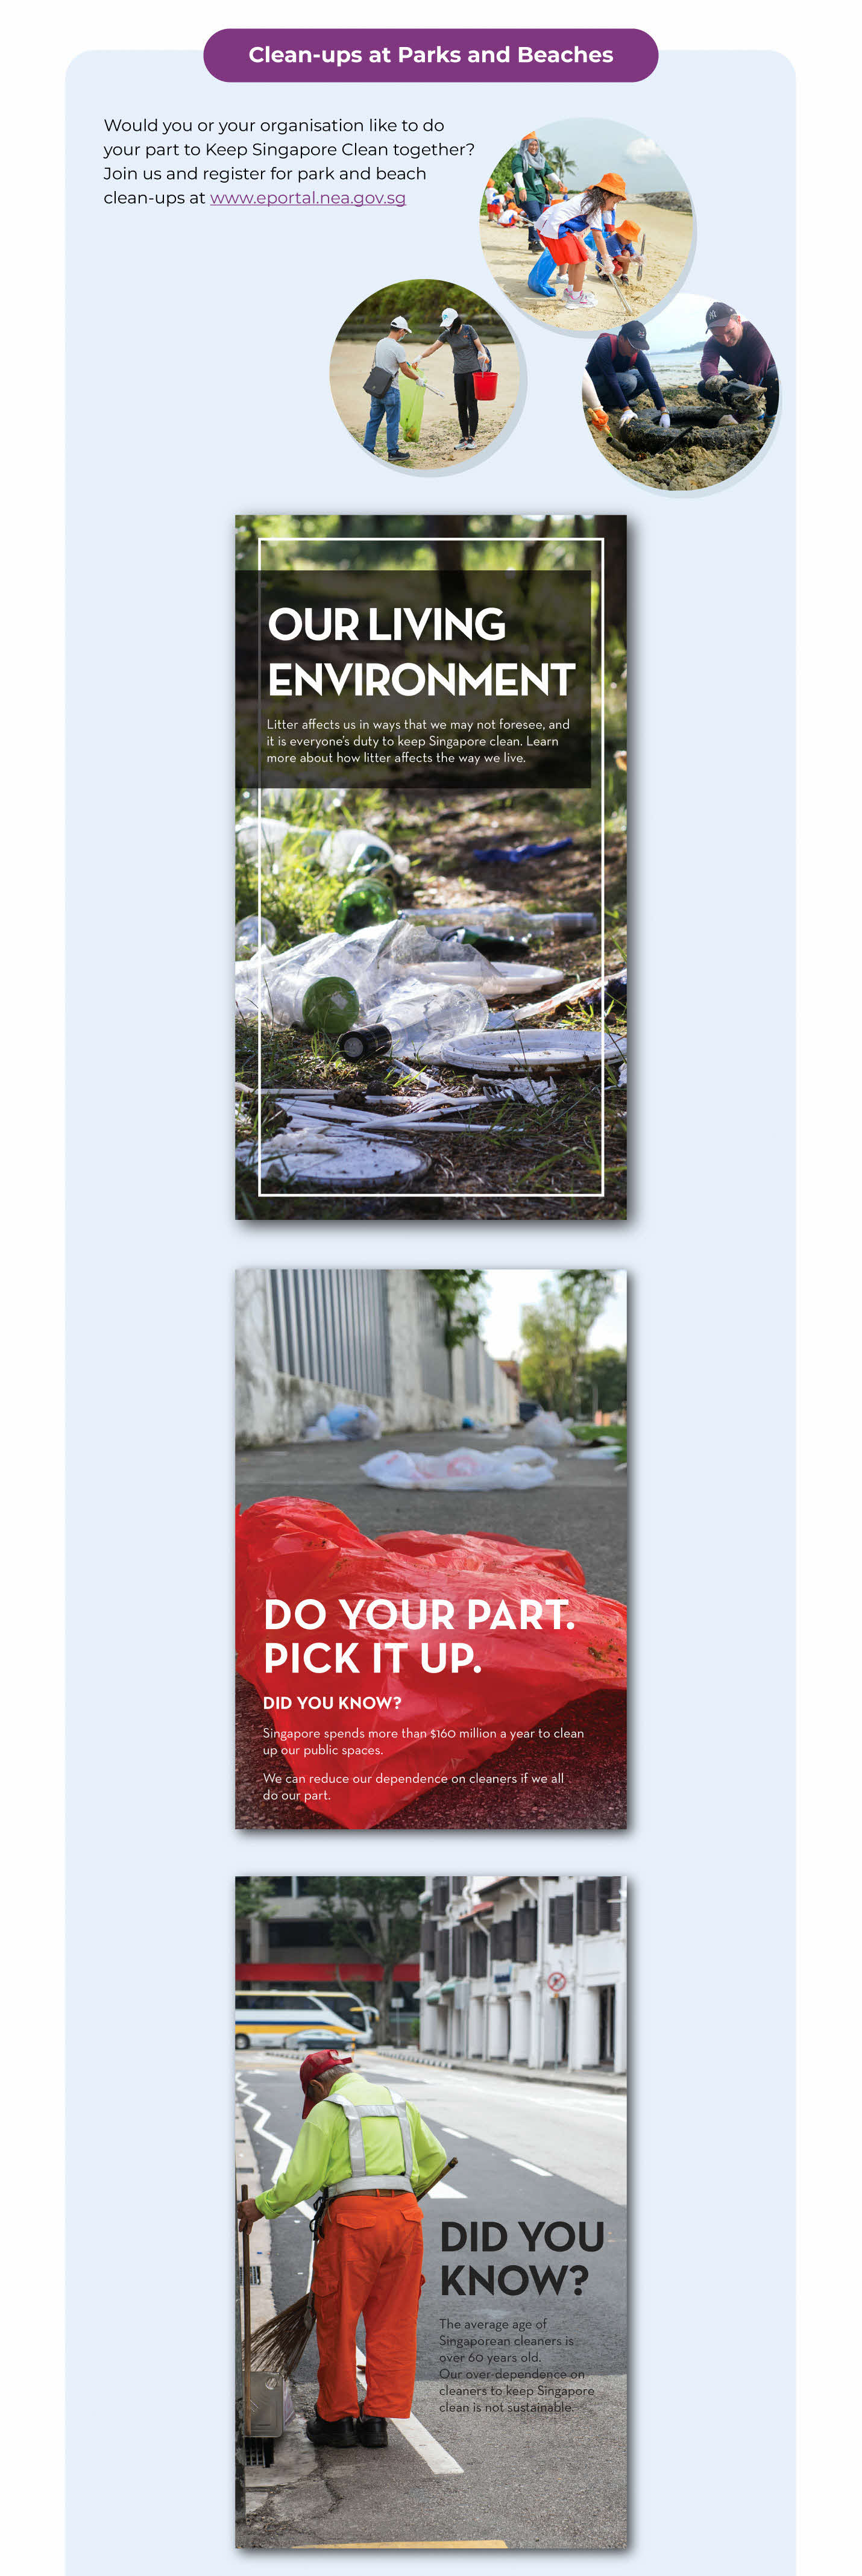 Clean-ups at Parks and Beaches
Would you or your organisation like to do
your part to Keep Singapore Clean together?
Join us and register for park and beach
clean-ups at www.eportal.nea.gov.sg
OUR LIVING
ENVIRONMENT
Litter affects us in ways that we may not foresee, and
it is everyone's duty to keep Singapore clean. Learn
more about how litter affects the way we live.
DO YOUR PART.
PICK IT UP.
DID YOU KNOW?
Singapore spends more than $160 million a year to clean
up our public spaces.
We can reduce our dependence on cleaners if we all
do our part.
DID YOU
KNOW?
The average age of
Singaporean cleaners is
over 60 years old.
Our over-dependence on
cleaners to keep Singapore
clean is not sustainable.